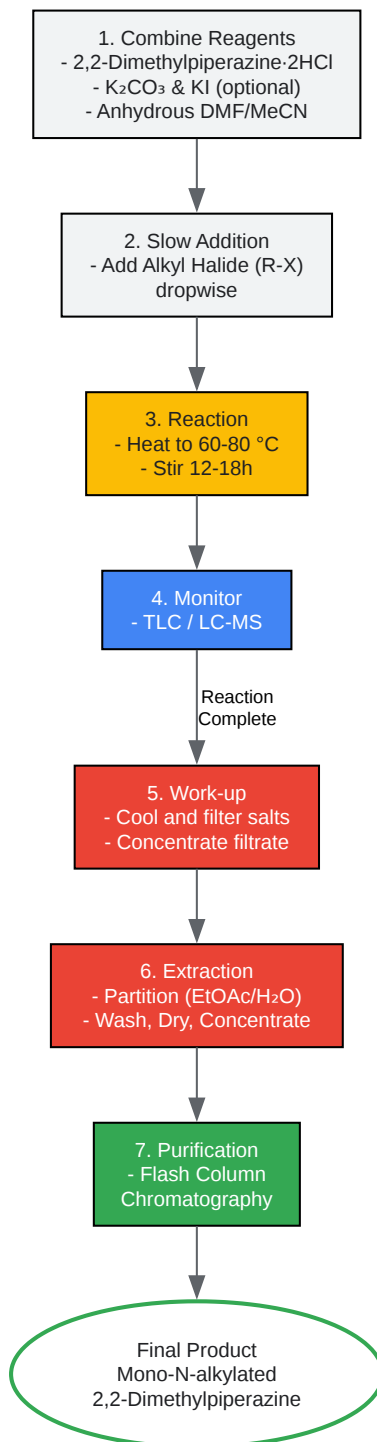 1. Combine Reagents
- 2,2-Dimethylpiperazine·2HCl
- K₂CO₃ & KI (optional)
- Anhydrous DMF/MeCN
2. Slow Addition
- Add Alkyl Halide (R-X)
dropwise
3. Reaction
- Heat to 60-80 °C
- Stir 12-18h
4. Monitor
- TLC / LC-MS
Reaction
Complete
5. Work-up
- Cool and filter salts
- Concentrate filtrate
6. Extraction
- Partition (EtOAc/H₂O)
- Wash, Dry, Concentrate
7. Purification
- Flash Column
Chromatography
Final Product
Mono-N-alkylated
2,2-Dimethylpiperazine